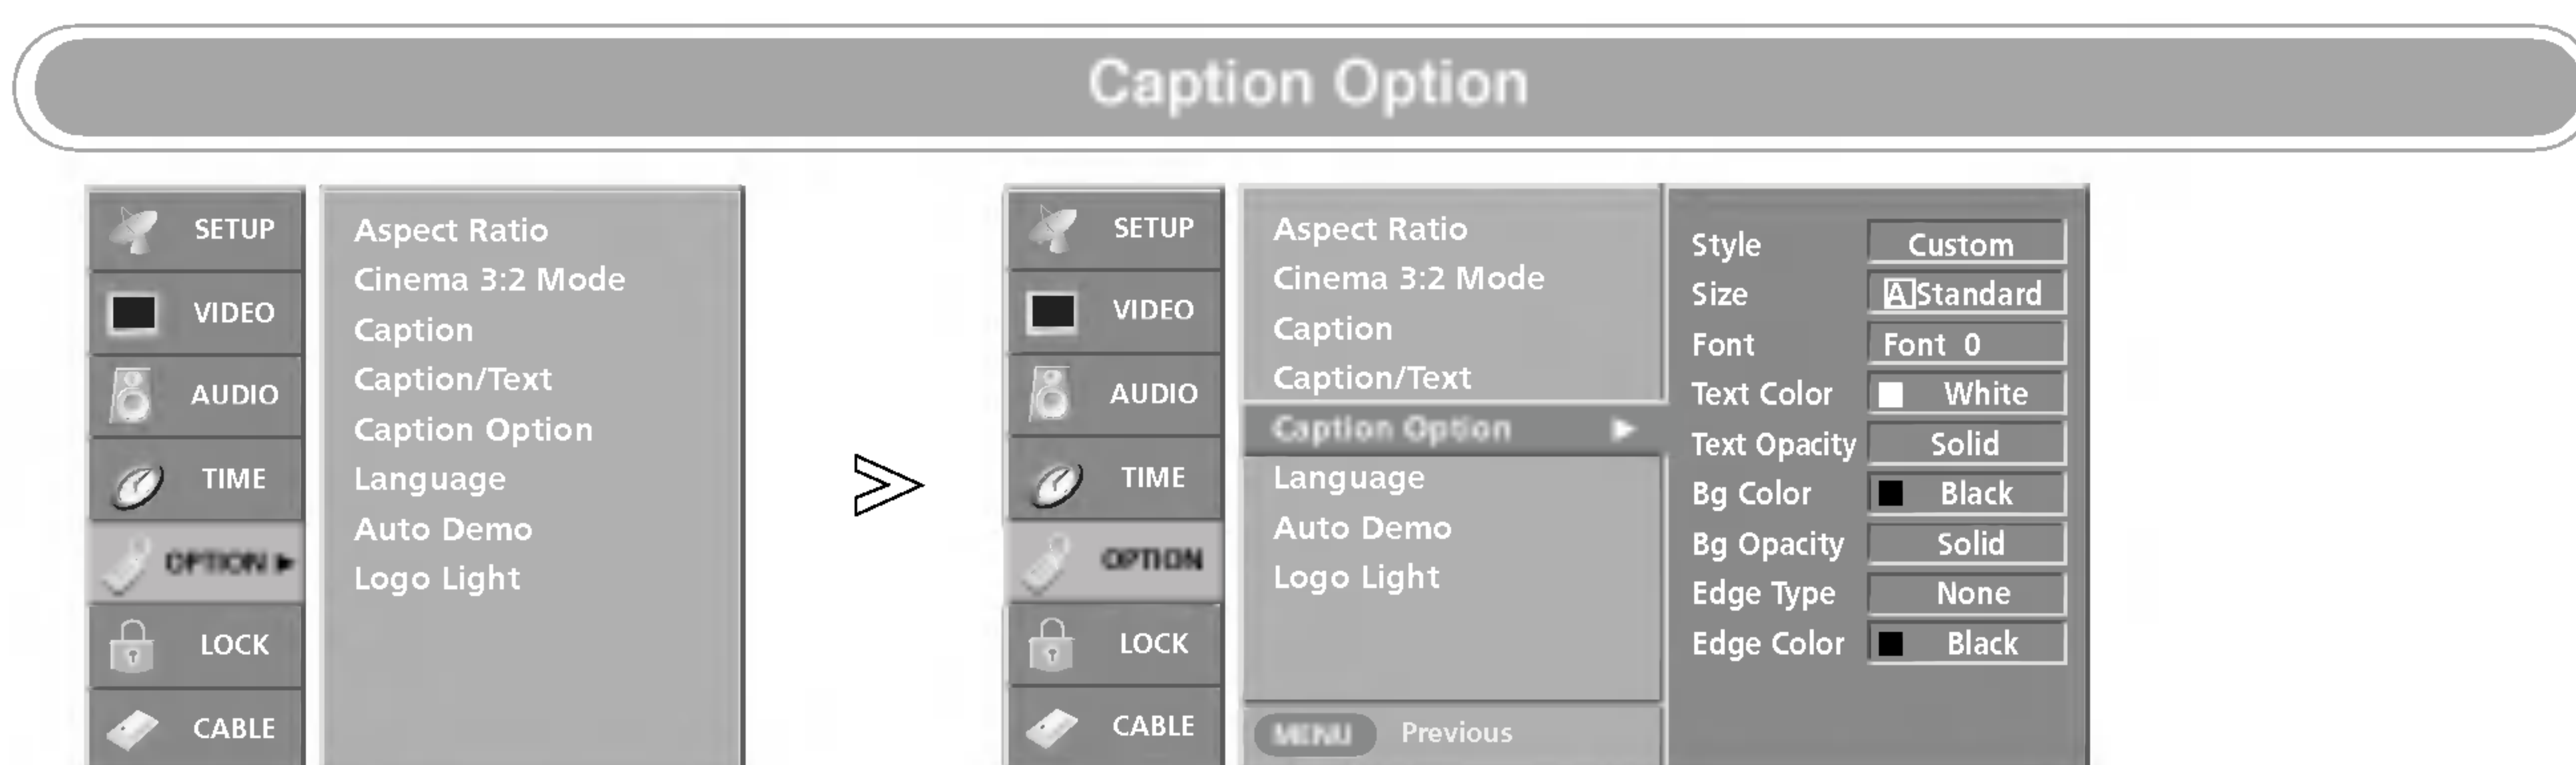 Caption Option
SETUP
VIDEO
AUDIO
TIME
OPTION
LOCK
CABLE
Aspect Ratio
Cinema 3:2 Mode
Caption
Caption/Text
Caption Option
Language
Auto Demo
Logo Light
SETUP
VIDEO
AUDIO
TIME
OPTION
LOCK
CABLE
Aspect Ratio
Cinema 3:2 Mode
Caption
Caption/Text
Caption Option
Language
Auto Demo
Logo Light
MENU Previous
Style Custom
Size A Standard
Font Font 0
Text Color White
Text Opacity Solid
Bg Color Black
Bg Opacity Solid
Edge Type None
Edge Color Black